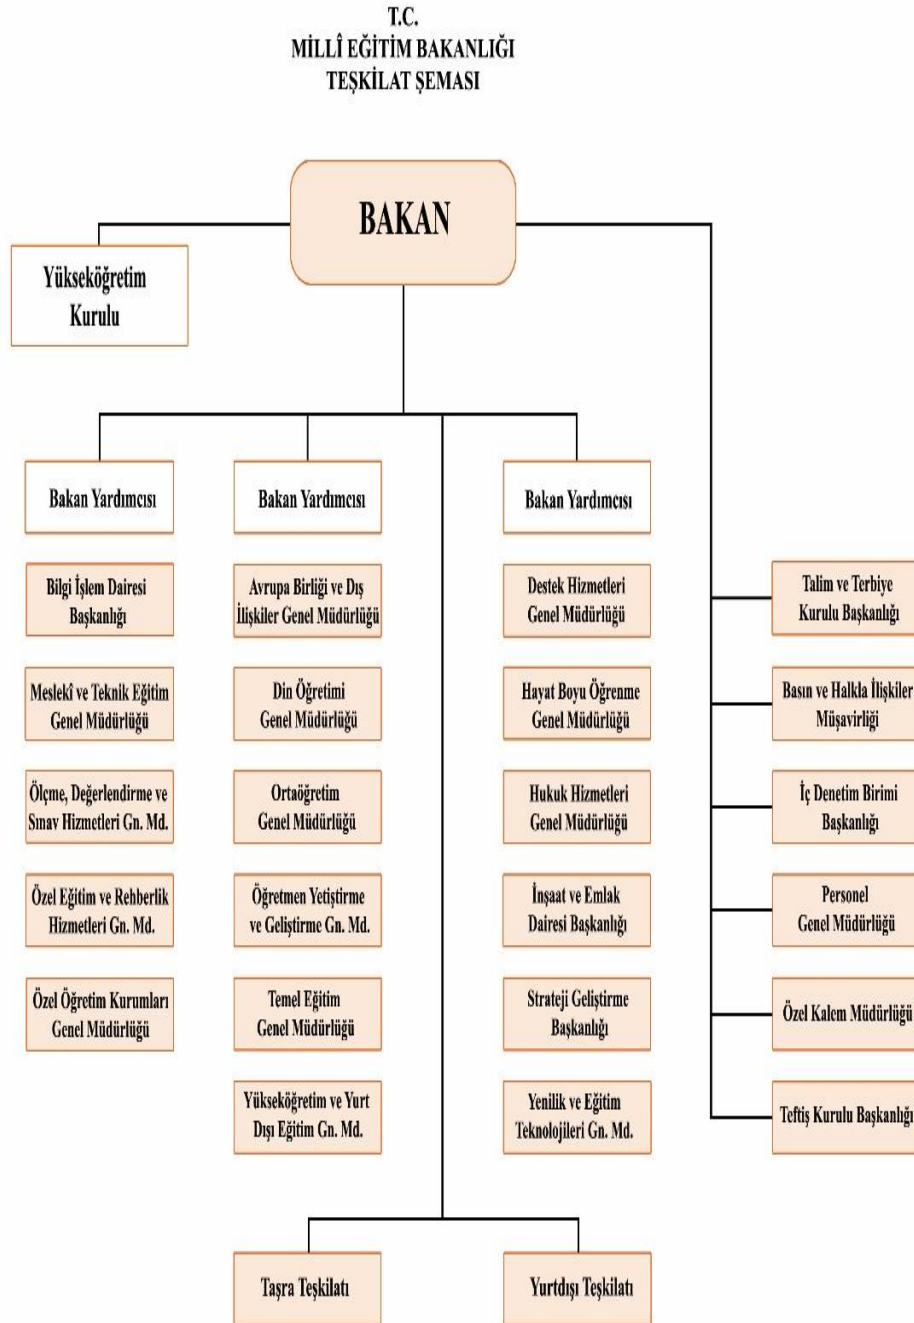 T.C.
MİLLÎ EĞİTİM BAKANLIĞI
TEŞKİLAT ŞEMASI
BAKAN
Yükseköğretim
Kurulu
Bakan Yardımcısı
Bilgi İşlem Dairesi
Başkanlığı
Meslekî ve Teknik Eğitim
Genel Müdürlüğü
Ölçme, Değerlendirme ve
Sınav Hizmetleri Gn. Md.
Özel Eğitim ve Rehberlik
Hizmetleri Gn. Md.
Özel Öğretim Kurumları
Genel Müdürlüğü
Bakan Yardımcısı
Avrupa Birliği ve Dış
İlişkiler Genel Müdürlüğü
Din Öğretimi
Genel Müdürlüğü
Ortaöğretim
Genel Müdürlüğü
Öğretmen Yetiştirme
ve Geliştirme Gn. Md.
Temel Eğitim
Genel Müdürlüğü
Yükseköğretim ve Yurt
Dışı Eğitim Gn. Md.
Bakan Yardımcısı
Destek Hizmetleri
Genel Müdürlüğü
Hayat Boyu Öğrenme
Genel Müdürlüğü
Hukuk Hizmetleri
Genel Müdürlüğü
İnşaat ve Emlak
Dairesi Başkanlığı
Strateji Geliştirme
Başkanlığı
Yenilik ve Eğitim
Teknolojileri Gn. Md.
Talim ve Terbiye
Kurulu Başkanlığı
Basın ve Halkla İlişkiler
Müşavirliği
İç Denetim Birimi
Başkanlığı
Personel
Genel Müdürlüğü
Özel Kalem Müdürlüğü
Teftiş Kurulu Başkanlığı
Taşra Teşkilatı
Yurtdışı Teşkilatı